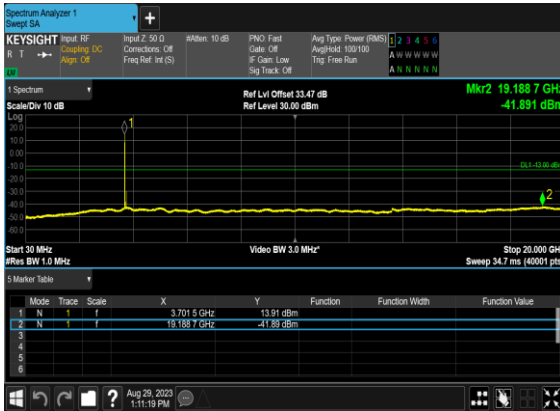 Spectrum Analyzer 1
Swept SA
+
KEYSIGHT Input: RF Input Z: 50 Ω #Atten: 10 dB PNO: Fast Avg Type: Power (RMS) 1 2 3 4 5 6
R T Coupling: DC Corrections: Off Gate: Off Avg|Hold: 100/100 A W W W W W
Align: Off Freq Ref: Int (S) IF Gain: Low Trig: Free Run
Sig Track: Off A N N N N N
1 Spectrum Ref Lvl Offset 33.47 dB Mkr2 19.188 7 GHz
Scale/Div 10 dB Ref Level 30.00 dBm -41.891 dBm
Log
20.0
10.0
0.00
-10.0
-20.0
-30.0
-40.0
-50.0
-60.0
1
DL1 -13.00 dBm
2
Start 30 MHz Video BW 3.0 MHz* Stop 20.000 GHz
#Res BW 1.0 MHz Sweep 34.7 ms (40001 pts)
5 Marker Table
Mode Trace Scale X Y Function Function Width Function Value
1 N 1 f 3.701 5 GHz 13.91 dBm
2 N 1 f 19.188 7 GHz -41.89 dBm
3
4
5
6
? Aug 29, 2023
1:11:19 PM